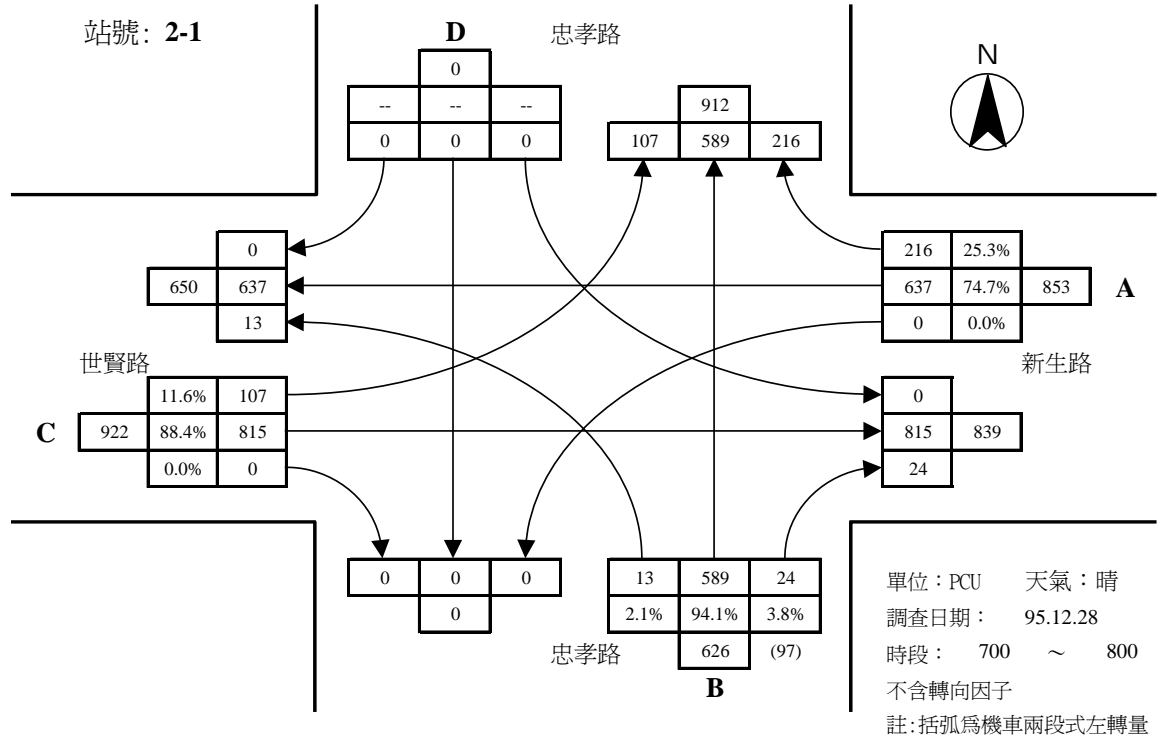 站號: 2-1
D
忠孝路
N
0
-- -- --
0 0 0
912
107 589 216
0
650 637
13
216 25.3%
637 74.7% 853
0 0.0%
A
世賢路
新生路
11.6% 107
C
922 88.4% 815
0.0% 0
0
815 839
24
0 0 0
0
13 589 24
2.1% 94.1% 3.8%
626 (97)
忠孝路
B
單位：PCU 天氣：晴
調查日期： 95.12.28
時段： 700 ～ 800
不含轉向因子
註:括弧為機車兩段式左轉量